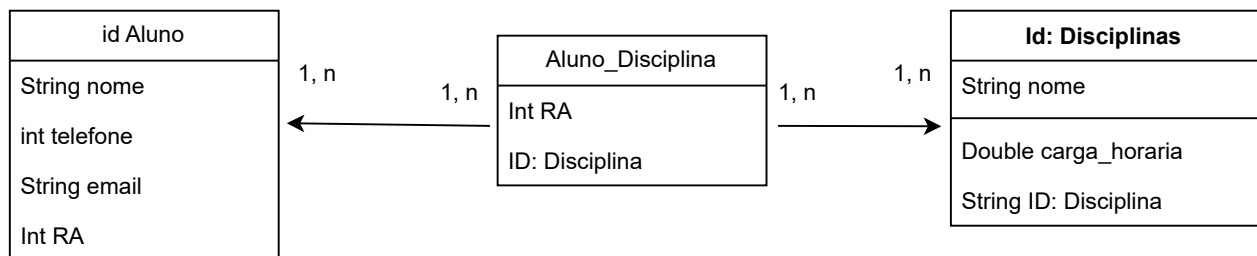 id Aluno
String nome
int telefone
String email
Int RA
1, n
1, n
Aluno_Disciplina
Int RA
ID: Disciplina
1, n
1, n
Id: Disciplinas
String nome
Double carga_horaria
String ID: Disciplina